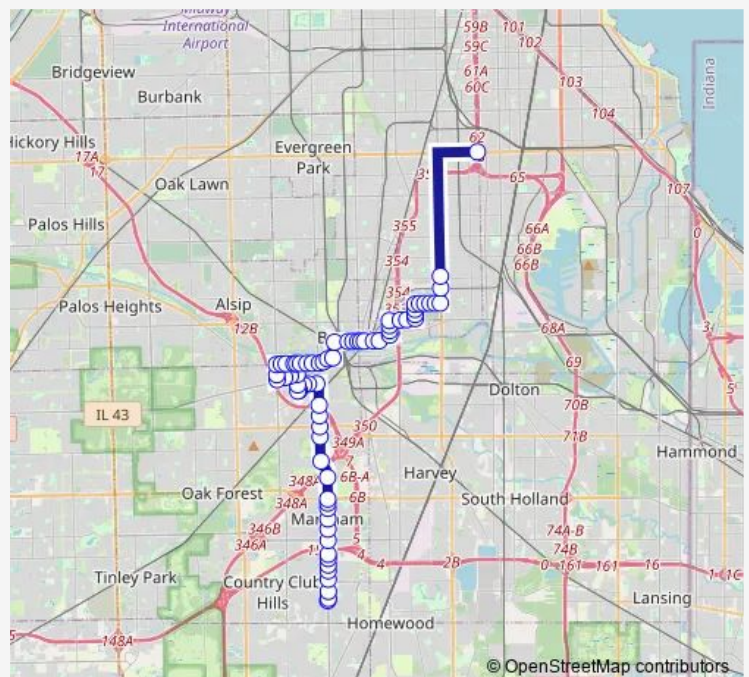 Midway
International
Airport
59B
59C
101
102
Bridgeview
61A
60C
103
Burbank
104
Indiana
Hickory Hills
17A
17
Evergreen
Park
62
Oak Lawn
65
107
0
Palos Hills
355
66A
66B
66B
354
Palos Heights
Alsip
354
12B
68A
69
IL 43
Dolton
70B
350
71B
349A
Harvey
Hammond
348A
6B-A
Oak Forest
348A
6B
South Holland
346B
346A
Markham
5
74A-B
74B
4
4
2B
0
161
161
16
1C
Tinley Park
Country Club
Hills
Lansing
148A
Homewood
© OpenStreetMap contributors